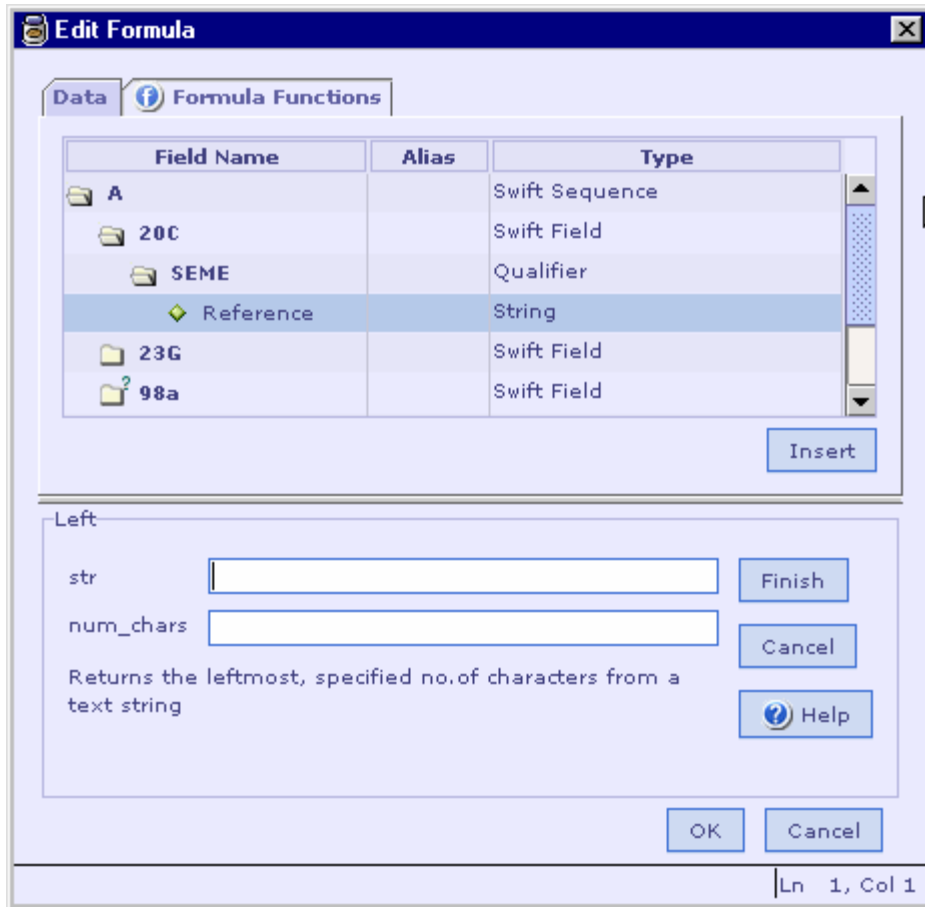 Edit Formula
Data Formula Functions
Field Name Alias Type
A Swift Sequence
20C Swift Field
SEME Qualifier
Reference String
23G Swift Field
? 98a Swift Field
Insert
Left
str Finish
num_chars
Cancel
Returns the leftmost, specified no.of characters from a
text string
? Help
OK Cancel
Ln 1, Col 1